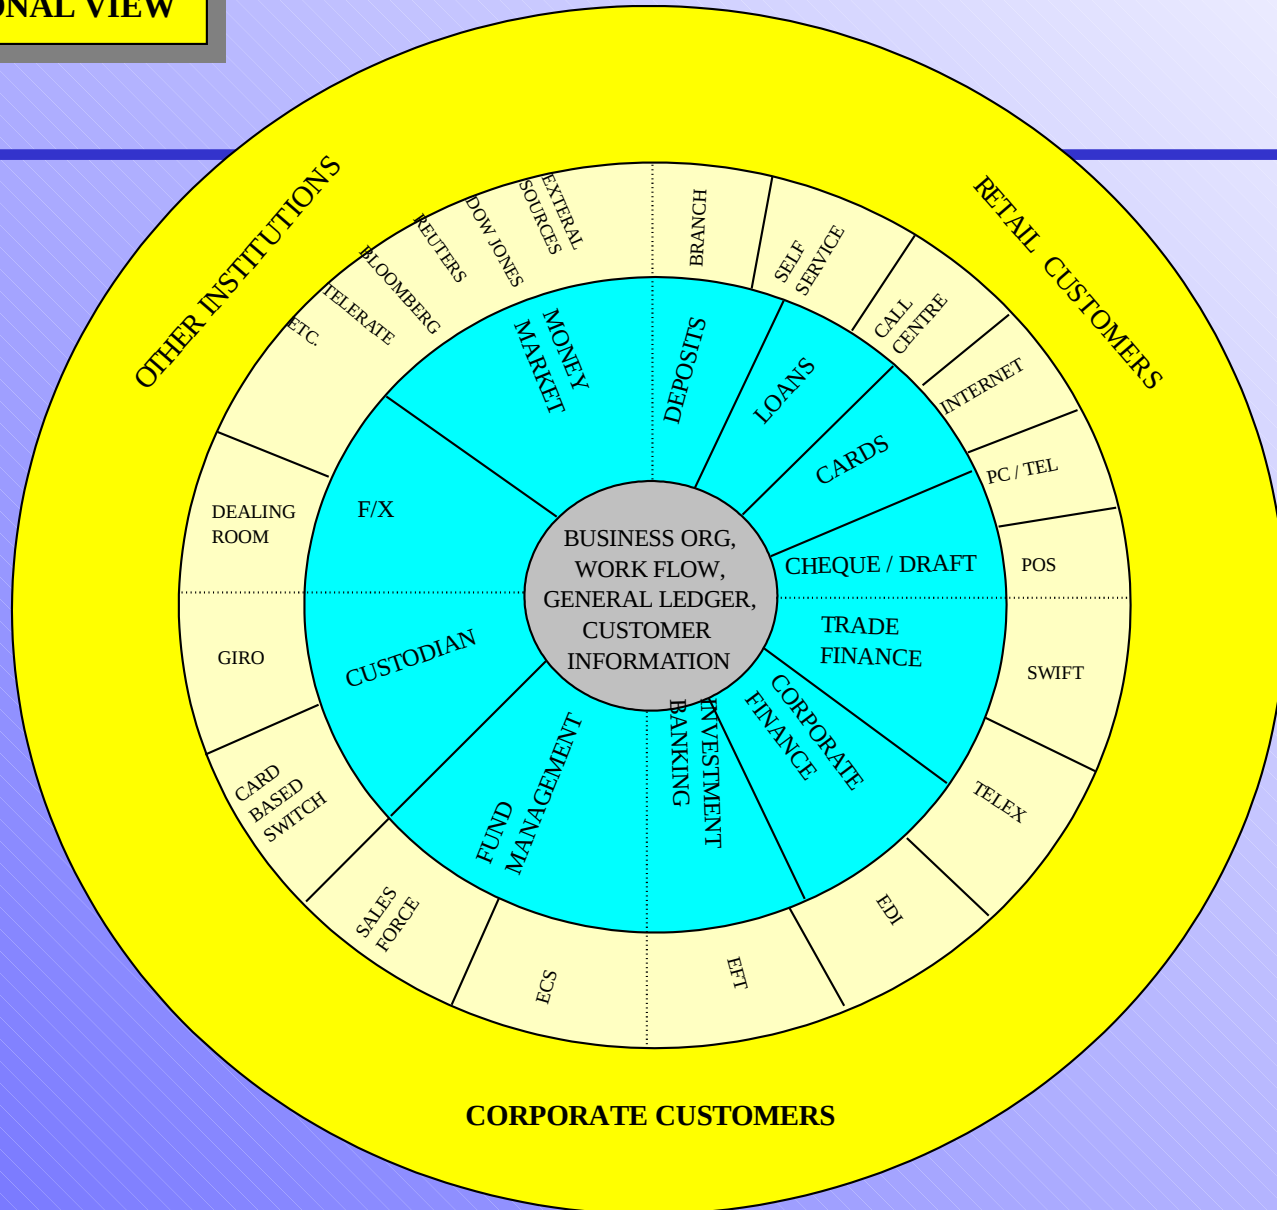 ONAL VIEW
OTHER INSTITUTIONS
RETAIL CUSTOMERS
CORPORATE CUSTOMERS
EXTERAL
SOURCES
DOW JONES
REUTERS
BLOOMBERG
TELERATE
ETC.
BRANCH
SELF
SERVICE
CALL
CENTRE
INTERNET
PC / TEL
POS
SWIFT
TELEX
EDI
EFT
ECS
SALES
FORCE
CARD
BASED
SWITCH
GIRO
DEALING
ROOM
MONEY
MARKET
DEPOSITS
LOANS
CARDS
CHEQUE / DRAFT
TRADE
FINANCE
CORPORATE
FINANCE
INVESTMENT
BANKING
FUND
MANAGEMENT
CUSTODIAN
F/X
BUSINESS ORG,
WORK FLOW,
GENERAL LEDGER,
CUSTOMER
INFORMATION